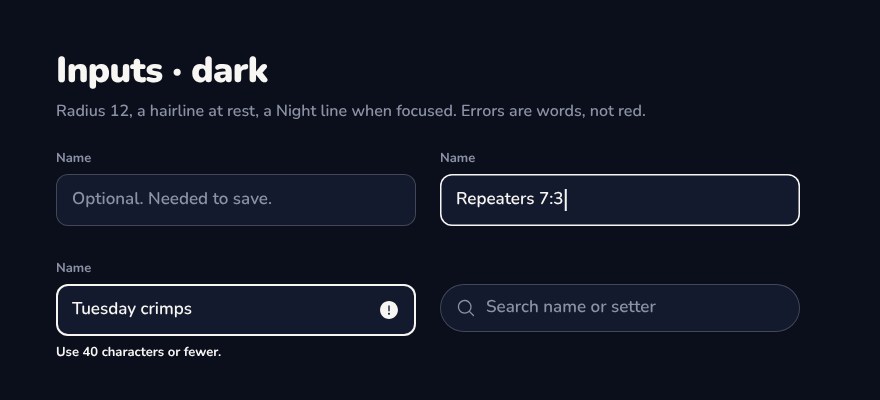 Inputs · dark
Radius 12, a hairline at rest, a Night line when focused. Errors are words, not red.
Name
Name
Optional. Needed to save.
Repeaters 7:3
Name
Tuesday crimps
Search name or setter
Use 40 characters or fewer.